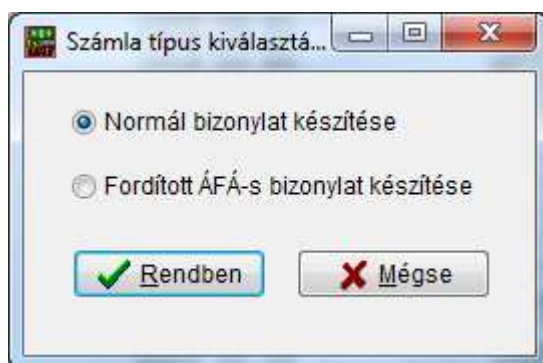 Számla típus kiválasztá...
Normál bizonylat készítése
Fordított ÁFÁ-s bizonylat készítése
Rendben
Mégse